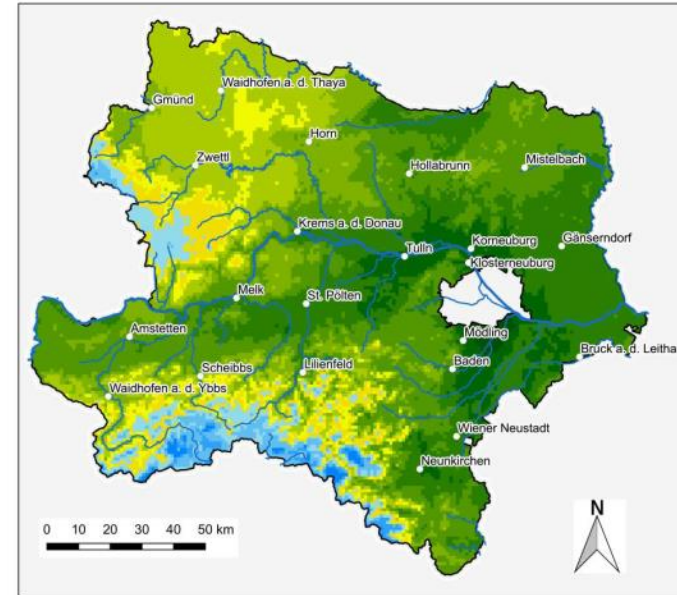 Waidhofen a. d. Thaya
Gmünd
Horn
Zwettl
Hollabrunn
Mistelbach
Krems a. d. Donau
Tulln
Korneuburg
Gänserndorf
Klosterneuburg
Melk
St. Pölten
Amstetten
Mödling
Bruck a. d. Leitha
Scheibbs
Lilienfeld
Baden
Waidhofen a. d. Ybbs
Wiener Neustadt
Neunkirchen
N
0 10 20 30 40 50 km